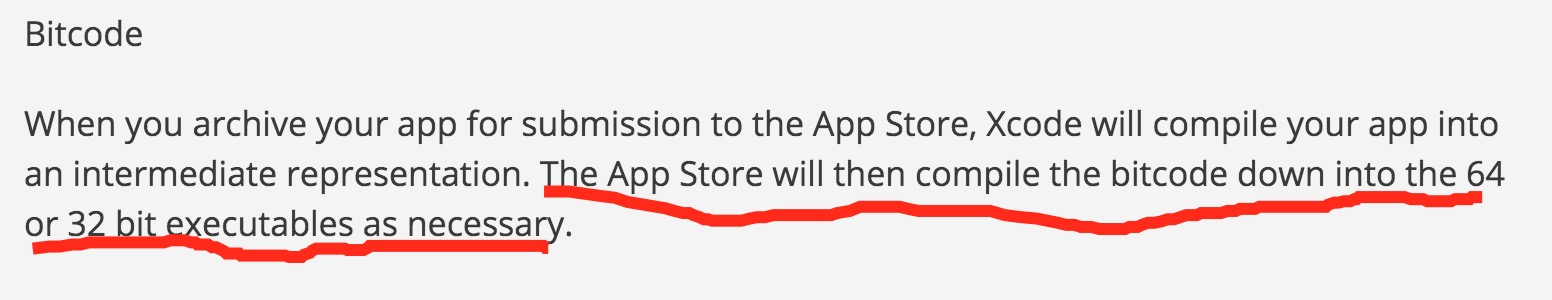 Bitcode
When you archive your app for submission to the App Store, Xcode will compile your app into
an intermediate representation. The App Store will then compile the bitcode down into the 64
or 32 bit executables as necessary.